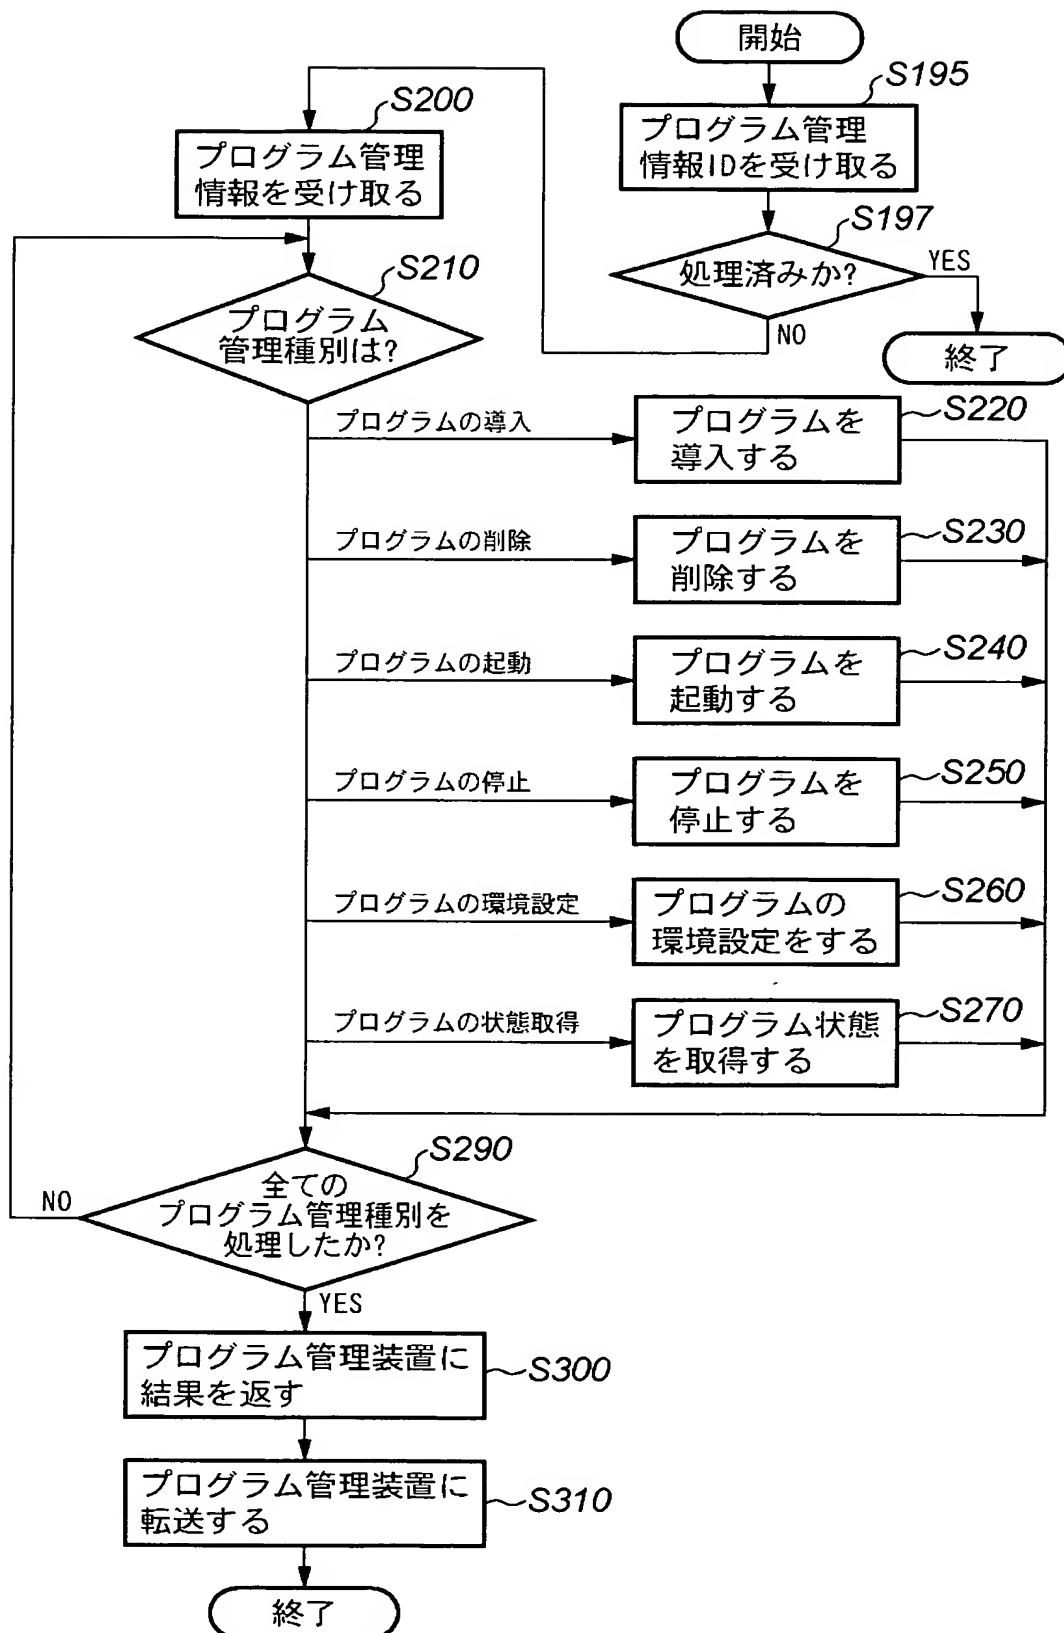 開始
S195
プログラム管理
情報IDを受け取る
S197
処理済みか?
YES
NO
終了
S200
プログラム管理
情報を受け取る
S210
プログラム
管理種別は?
プログラムの導入
プログラムを
導入する
S220
プログラムの削除
プログラムを
削除する
S230
プログラムの起動
プログラムを
起動する
S240
プログラムの停止
プログラムを
停止する
S250
プログラムの環境設定
プログラムの
環境設定をする
S260
プログラムの状態取得
プログラム状態
を取得する
S270
S290
全ての
プログラム管理種別を
処理したか?
NO
YES
プログラム管理装置に
結果を返す
S300
プログラム管理装置に
転送する
S310
終了